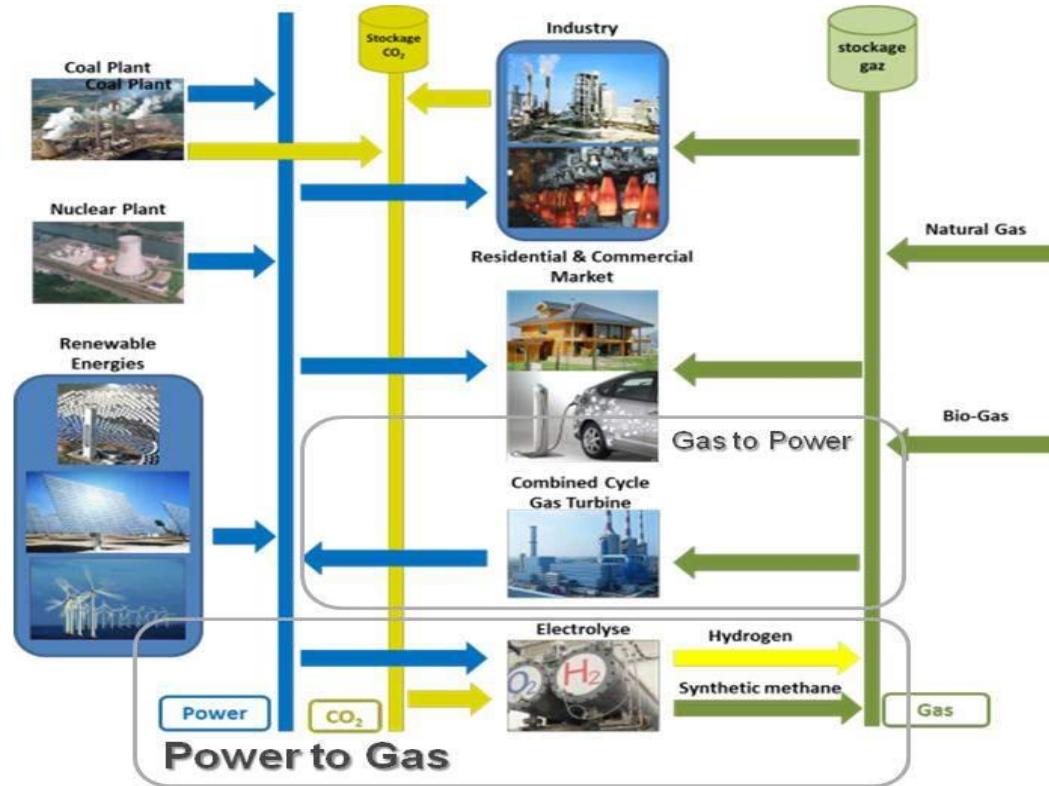 Stockage
CO₂
Industry
stockage
gaz
Coal Plant
Coal Plant
Nuclear Plant
Natural Gas
Residential & Commercial
Market
Renewable
Energies
Bio-Gas
Gas to Power
Combined Cycle
Gas Turbine
Electrolyse
Hydrogen
O₂
H₂
Synthetic methane
Power
CO₂
Gas
Power to Gas